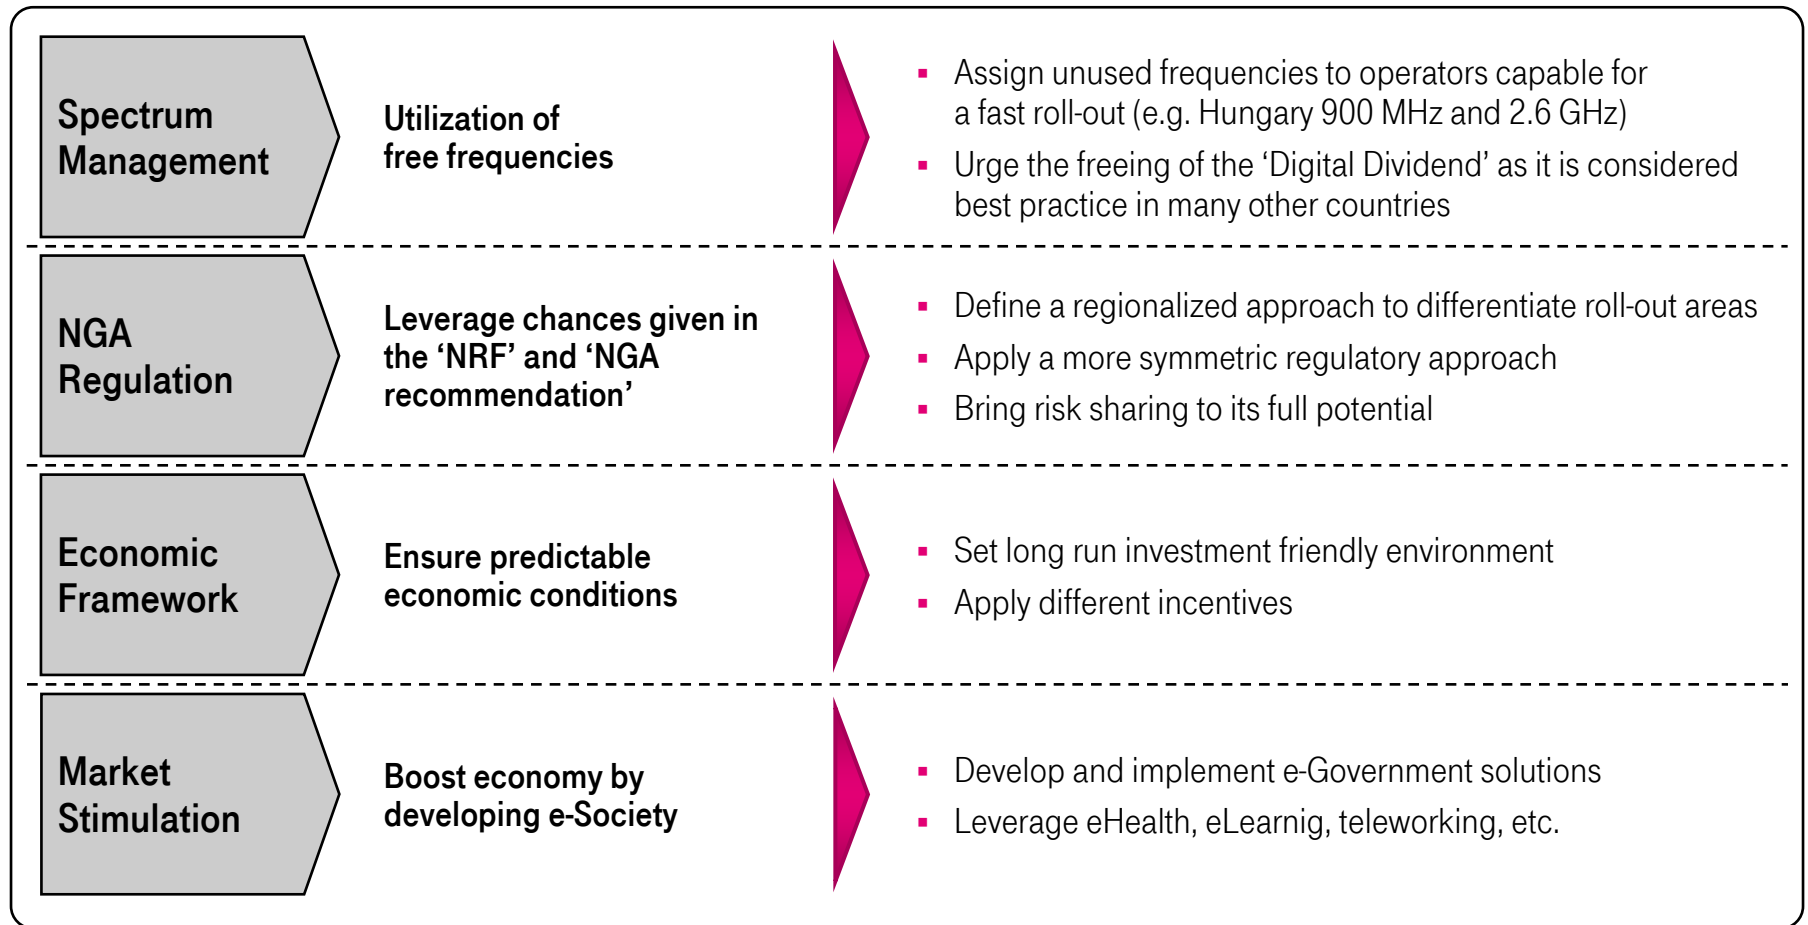 Spectrum
Management
Utilization of
free frequencies
▪ Assign unused frequencies to operators capable for
a fast roll-out (e.g. Hungary 900 MHz and 2.6 GHz)
▪ Urge the freeing of the ‘Digital Dividend’ as it is considered
best practice in many other countries
NGA
Regulation
Leverage chances given in
the ‘NRF’ and ‘NGA
recommendation’
▪ Define a regionalized approach to differentiate roll-out areas
▪ Apply a more symmetric regulatory approach
▪ Bring risk sharing to its full potential
Economic
Framework
Ensure predictable
economic conditions
▪ Set long run investment friendly environment
▪ Apply different incentives
Market
Stimulation
Boost economy by
developing e-Society
▪ Develop and implement e-Government solutions
▪ Leverage eHealth, eLearnig, teleworking, etc.